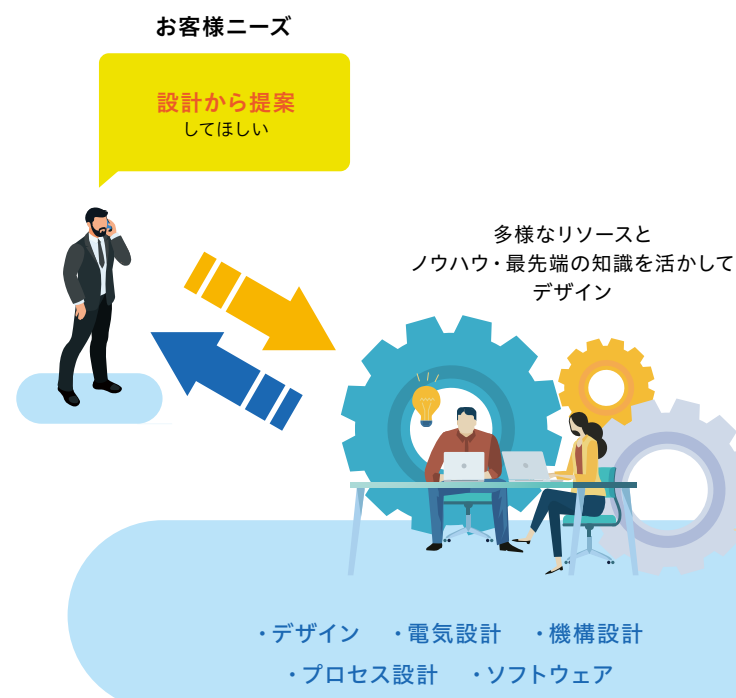 お客様ニーズ
設計から提案
してほしい
多様なリソースと
ノウハウ・最先端の知識を活かして
デザイン
・デザイン ・電気設計 ・機構設計
・プロセス設計 ・ソフトウェア